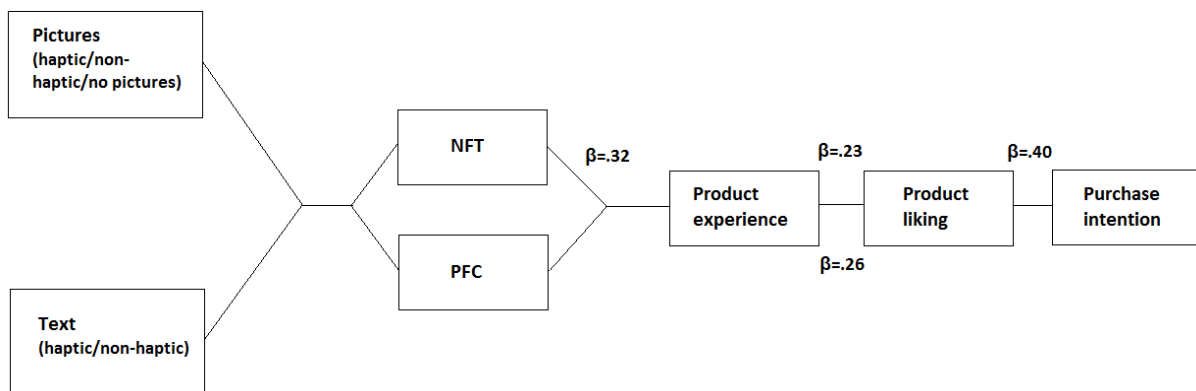 Pictures
(haptic/non-
haptic/no pictures)
NFT
β=.32
PFC
Text
(haptic/non-haptic)
Product
experience
β=.23
β=.26
Product
liking
β=.40
Purchase
intention